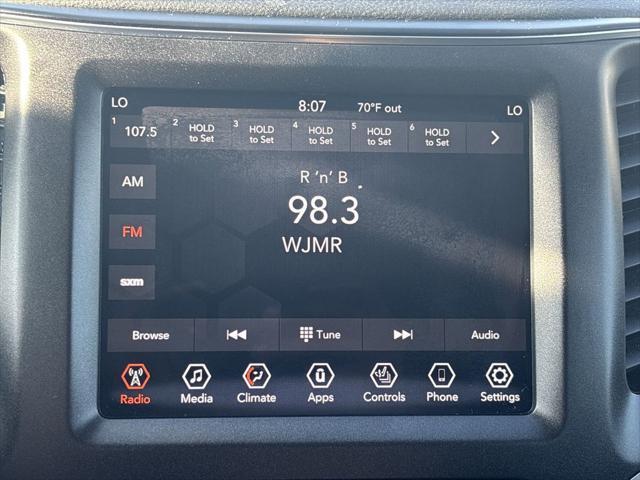 LO 8:07 70°F out LO
1 107.5 2 HOLD to Set 3 HOLD to Set 4 HOLD to Set 5 HOLD to Set 6 HOLD to Set
AM
R 'n' B
98.3
FM
WJMR
sxm
Browse Tune Audio
Radio Media Climate Apps Controls Phone Settings